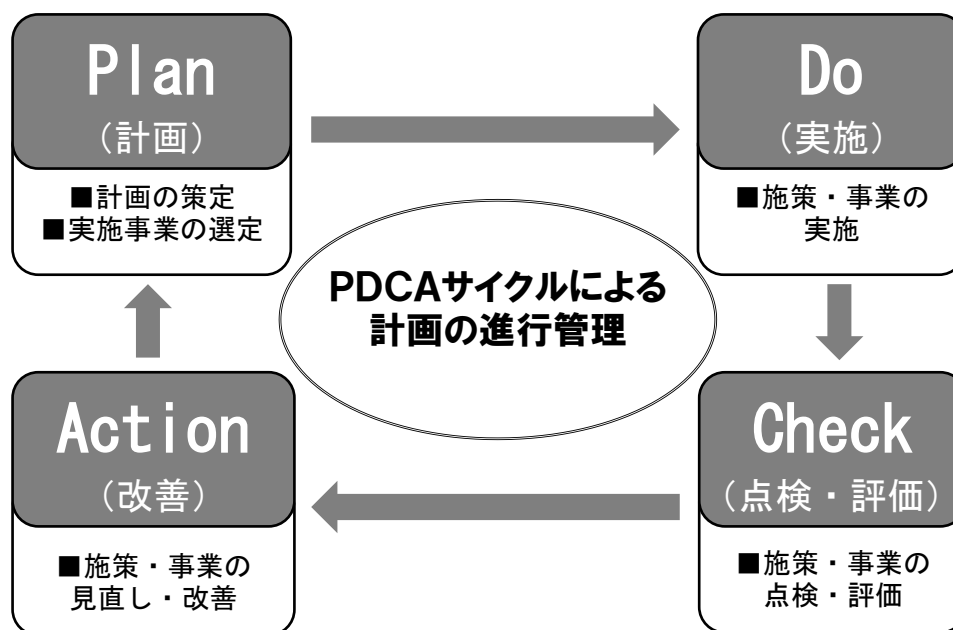 Plan
（計画）
■計画の策定
■実施事業の選定
Do
（実施）
■施策・事業の
実施
PDCAサイクルによる
計画の進行管理
Action
（改善）
■施策・事業の
見直し・改善
Check
（点検・評価）
■施策・事業の
点検・評価